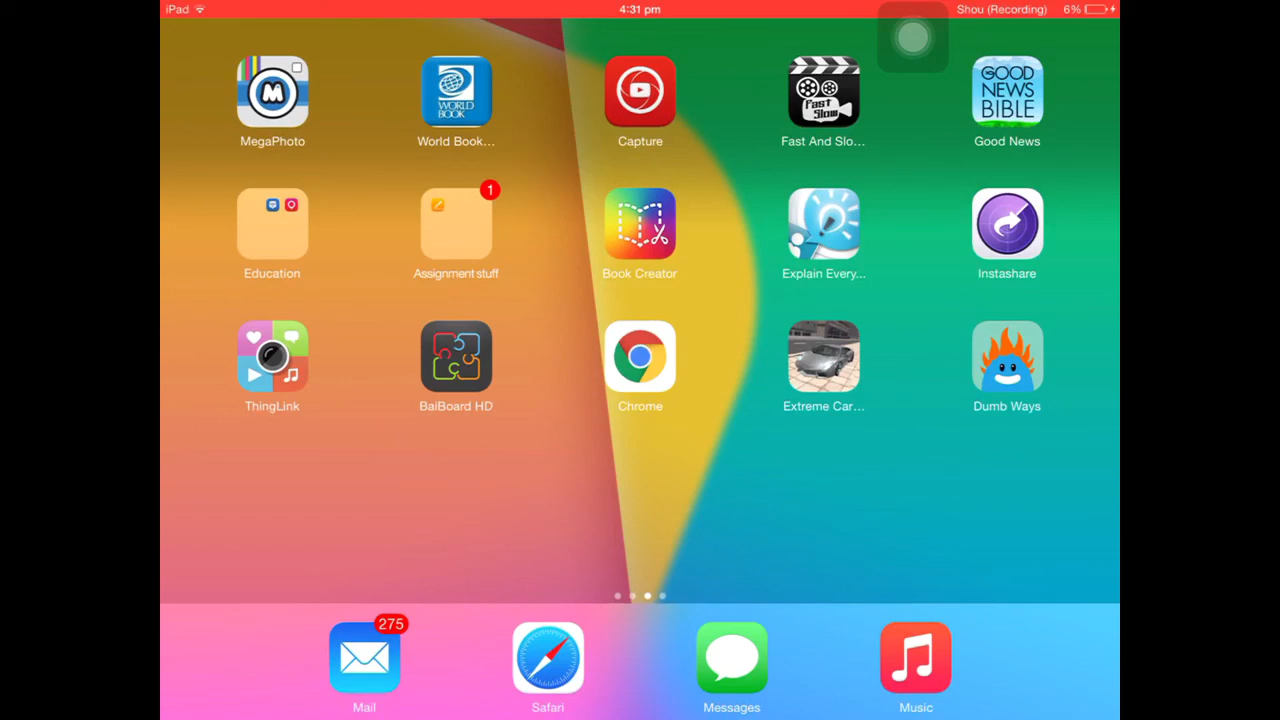 iPad 4:31 pm Shou (Recording) 6%
M WORLD BOOK Fast Slow GOOD NEWS BIBLE
MegaPhoto World Book... Capture Fast And Slo... Good News
1
Education Assignment stuff Book Creator Explain Every... Instashare
ThingLink BaiBoard HD Chrome Extreme Car... Dumb Ways
275
Mail Safari Messages Music